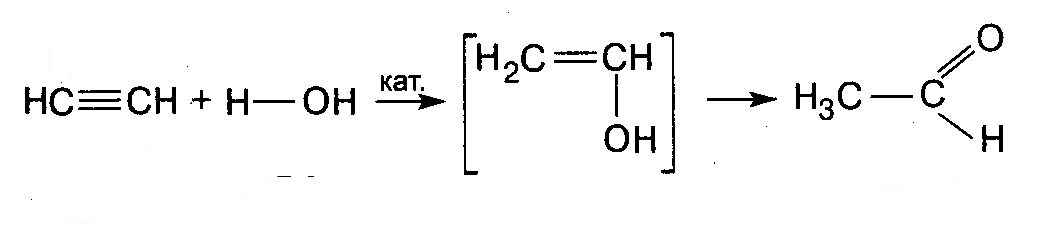 HC≡CH + H—OH кат. → [H₂C=CH—OH] → H₃C—C(=O)—H